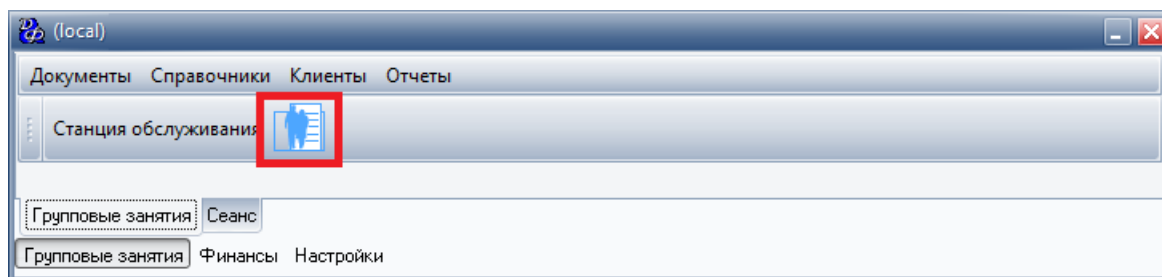 (local)
Документы Справочники Клиенты Отчеты
Станция обслуживания
Групповые занятия Сеанс
Групповые занятия Финансы Настройки